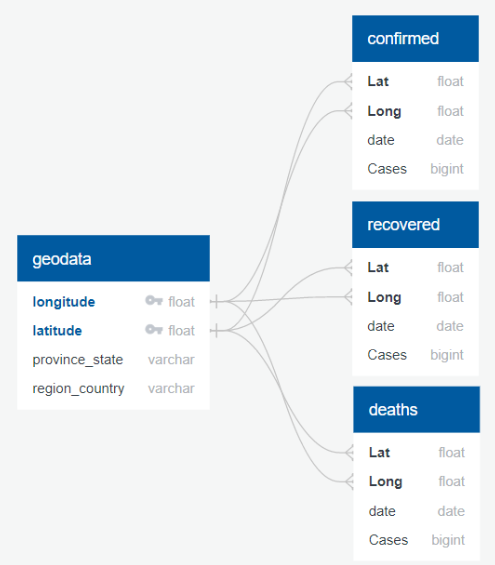 confirmed
Lat float
Long float
date date
Cases bigint
recovered
Lat float
Long float
date date
Cases bigint
geodata
longitude float
latitude float
province_state varchar
region_country varchar
deaths
Lat float
Long float
date date
Cases bigint